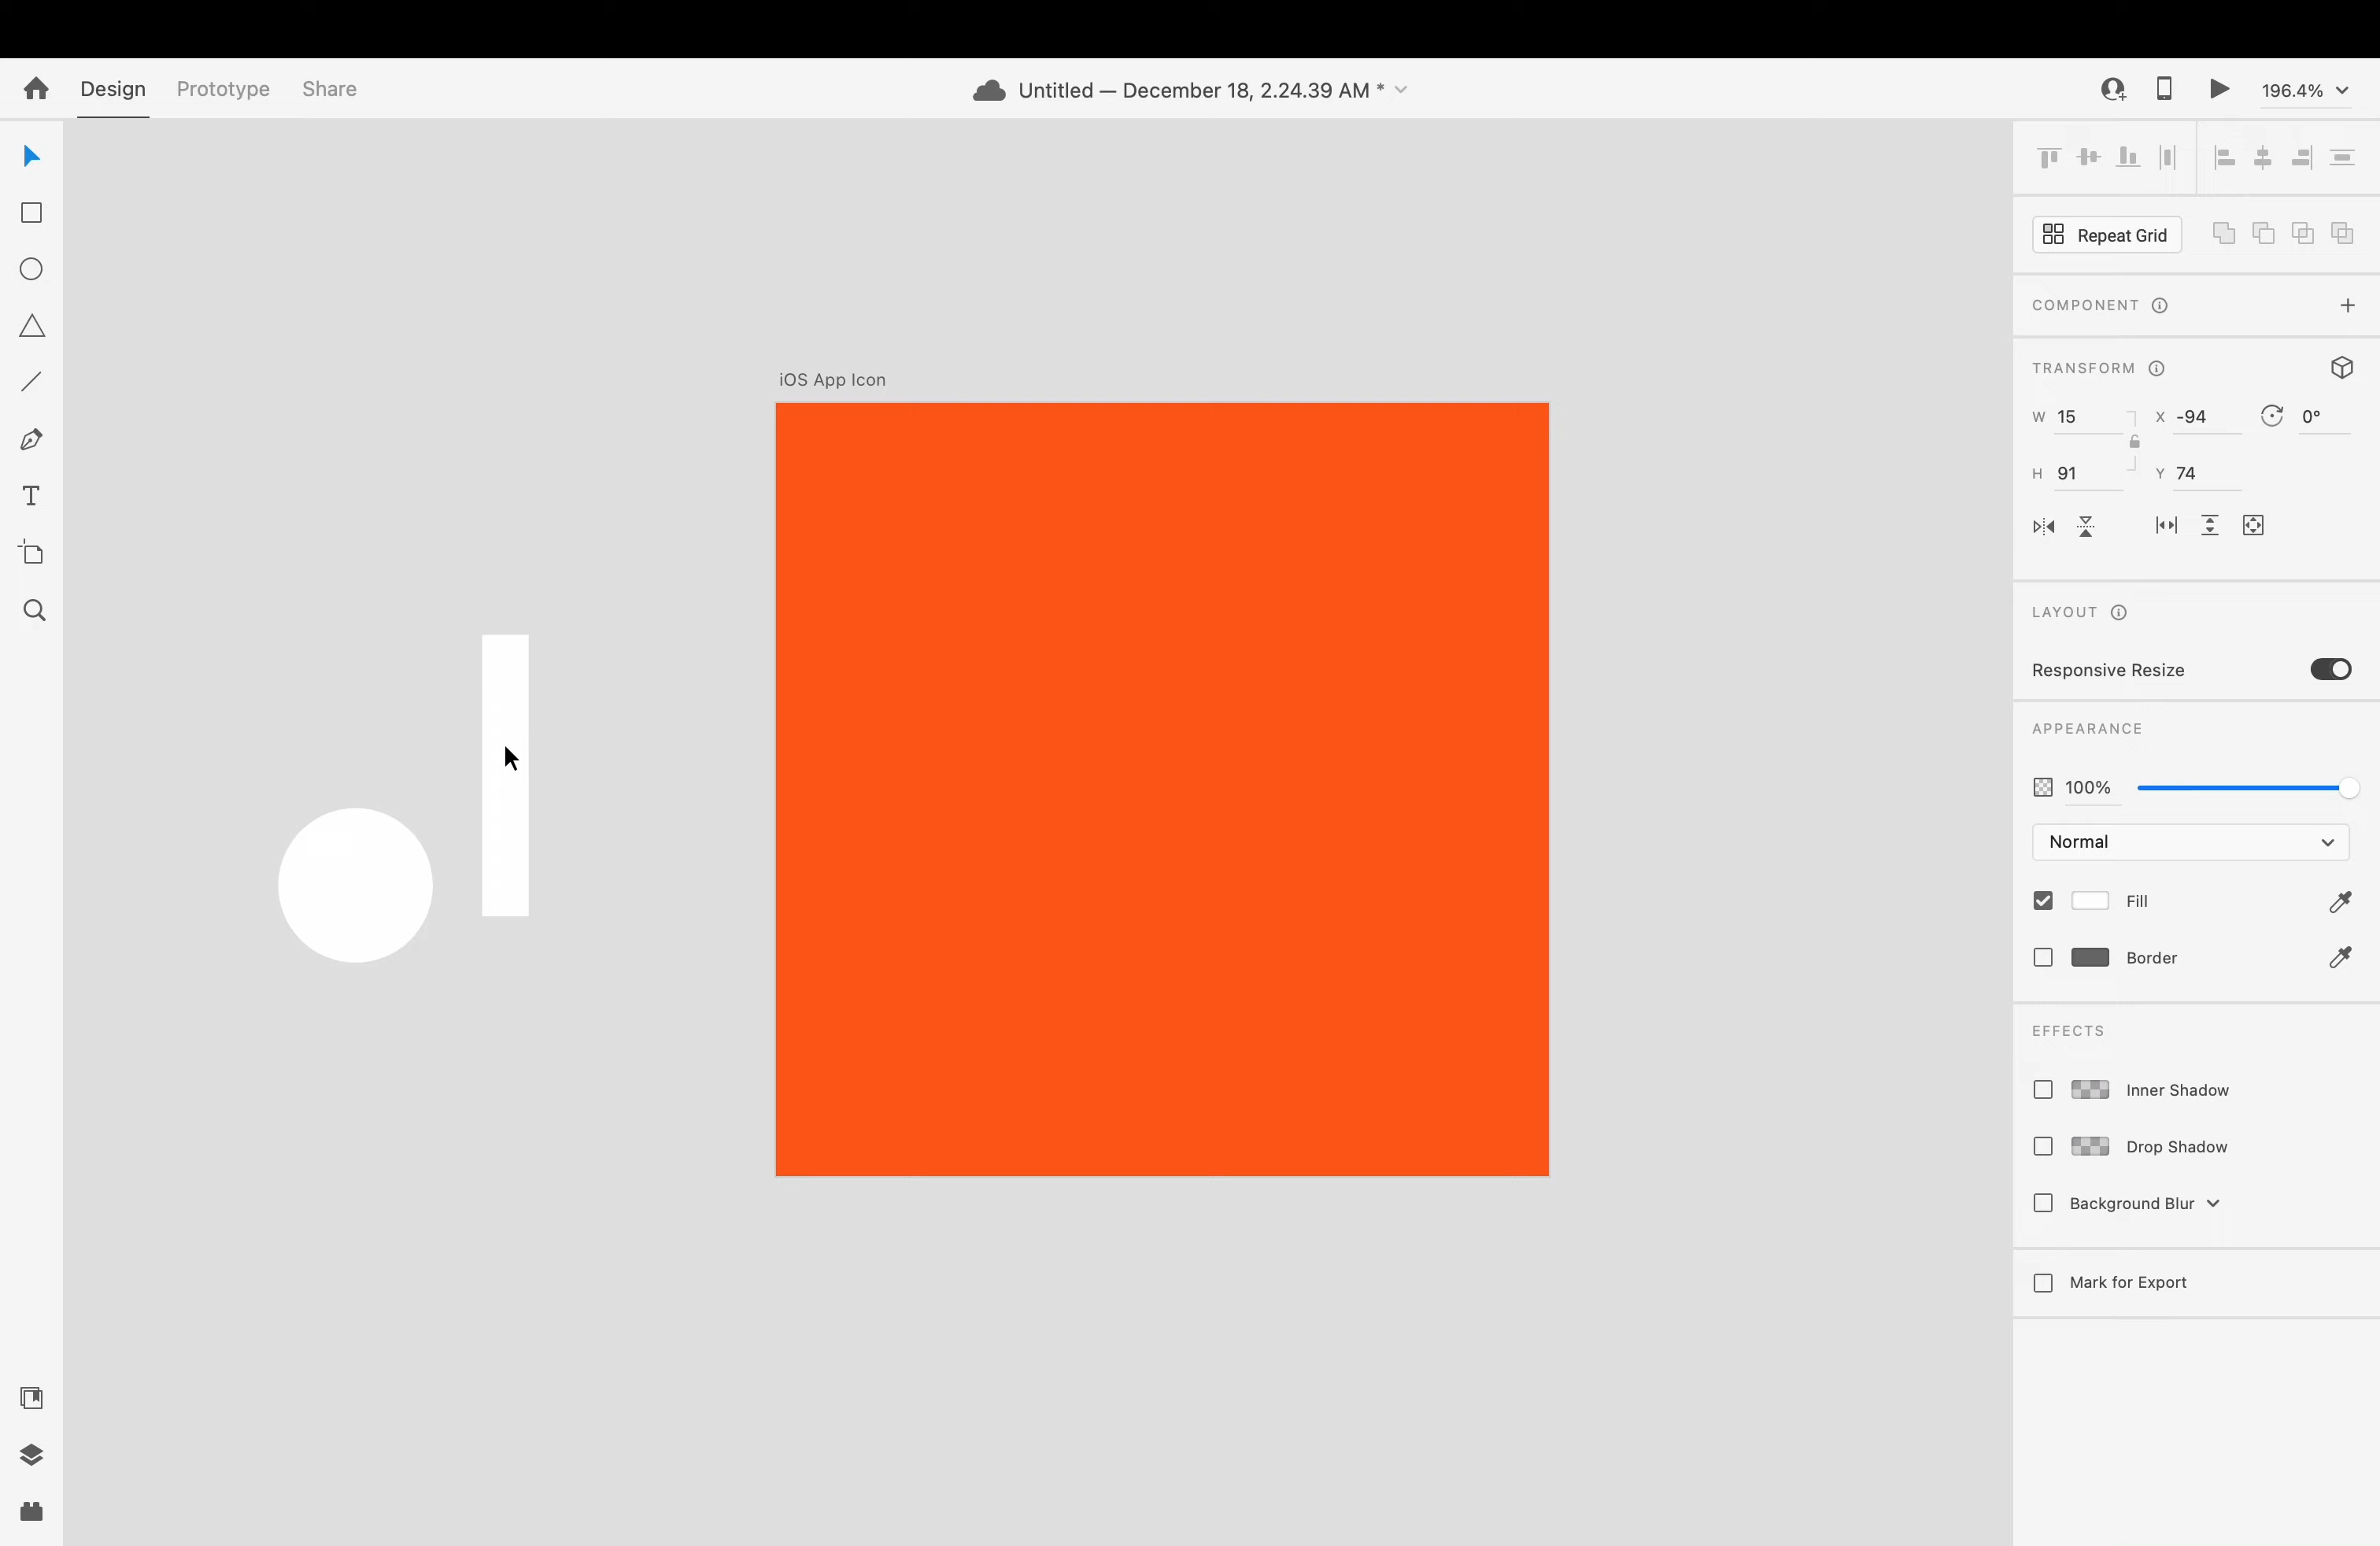 Design Prototype Share
Untitled — December 18, 2.24.39 AM *
196.4%
Repeat Grid
COMPONENT
TRANSFORM
W 15 X -94 0°
H 91 Y 74
LAYOUT
Responsive Resize
APPEARANCE
100%
Normal
Fill
Border
EFFECTS
Inner Shadow
Drop Shadow
Background Blur
Mark for Export
iOS App Icon